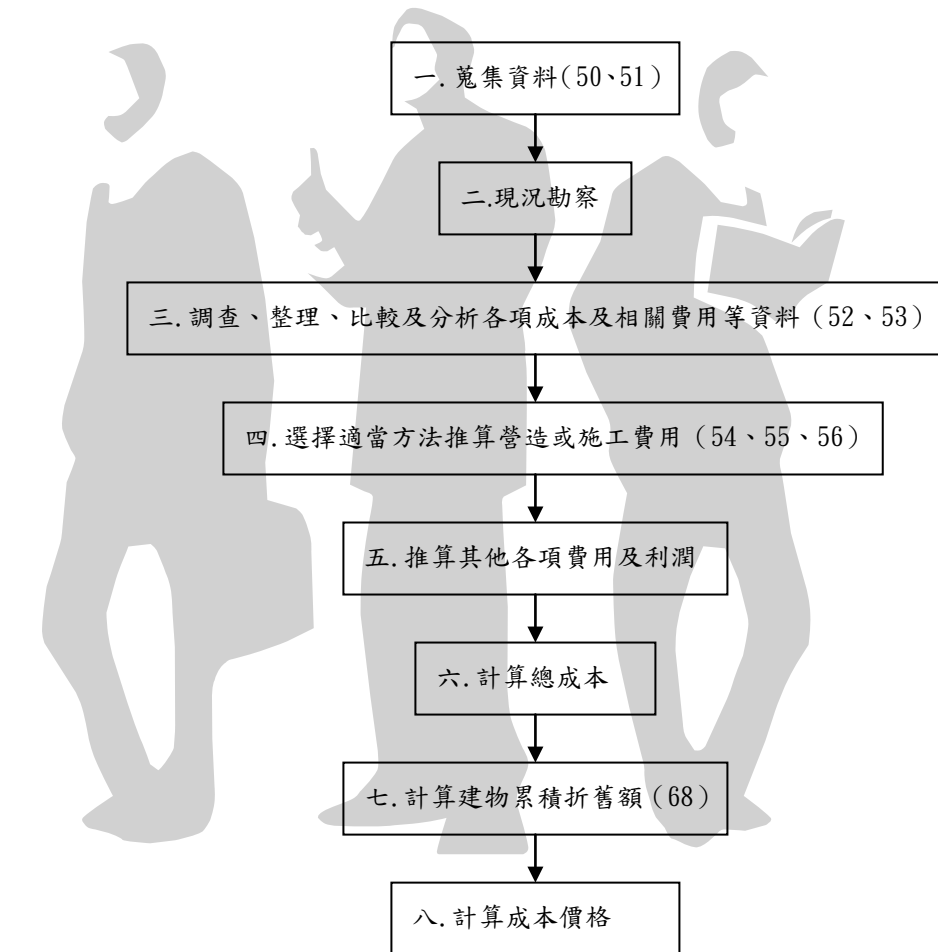 一.蒐集資料(50、51)
二.現況勘察
三.調查、整理、比較及分析各項成本及相關費用等資料(52、53)
四.選擇適當方法推算營造或施工費用(54、55、56)
五.推算其他各項費用及利潤
六.計算總成本
七.計算建物累積折舊額(68)
八.計算成本價格